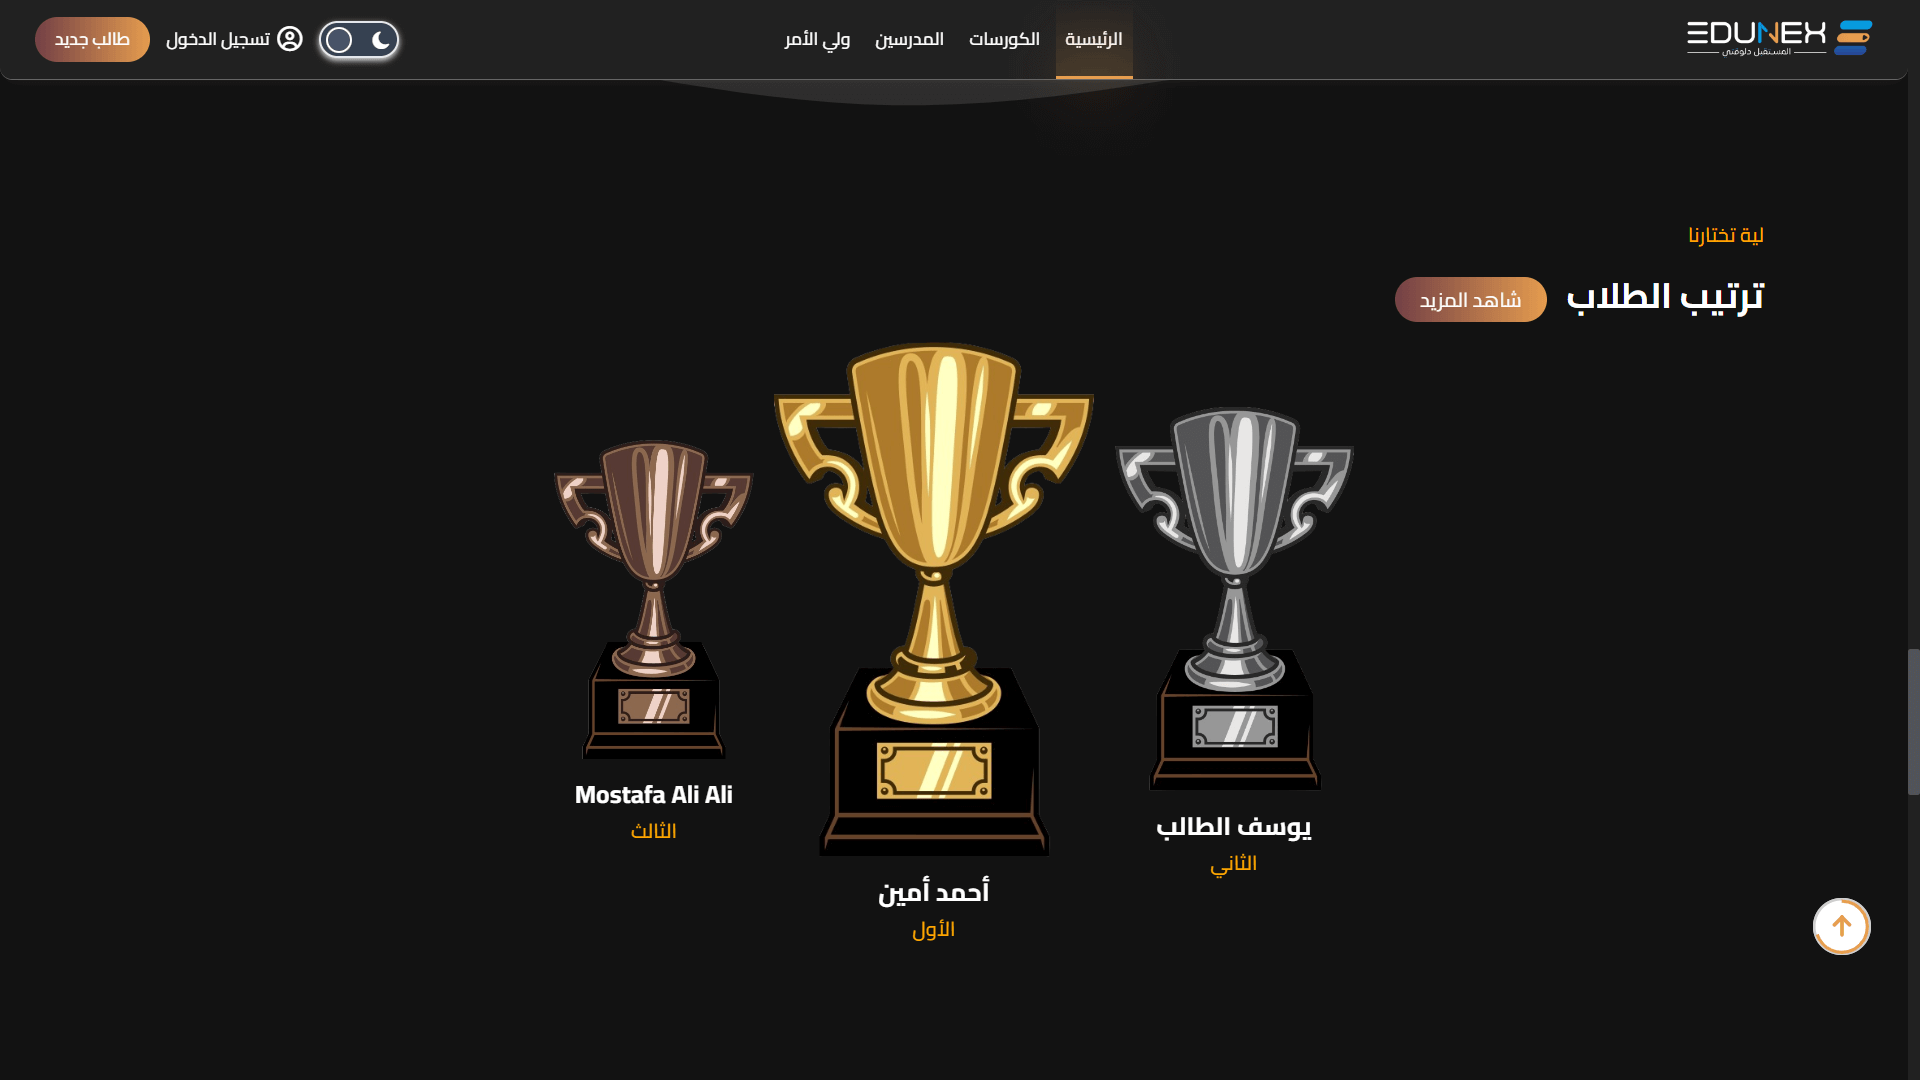 EDUNEX
المستقبل دلوقتي
الرئيسية
الكورسات
المدرسين
ولي الأمر
تسجيل الدخول
طالب جديد
لية تختارنا
ترتيب الطلاب
شاهد المزيد
يوسف الطالب
الثاني
أحمد أمين
الأول
Mostafa Ali Ali
الثالث